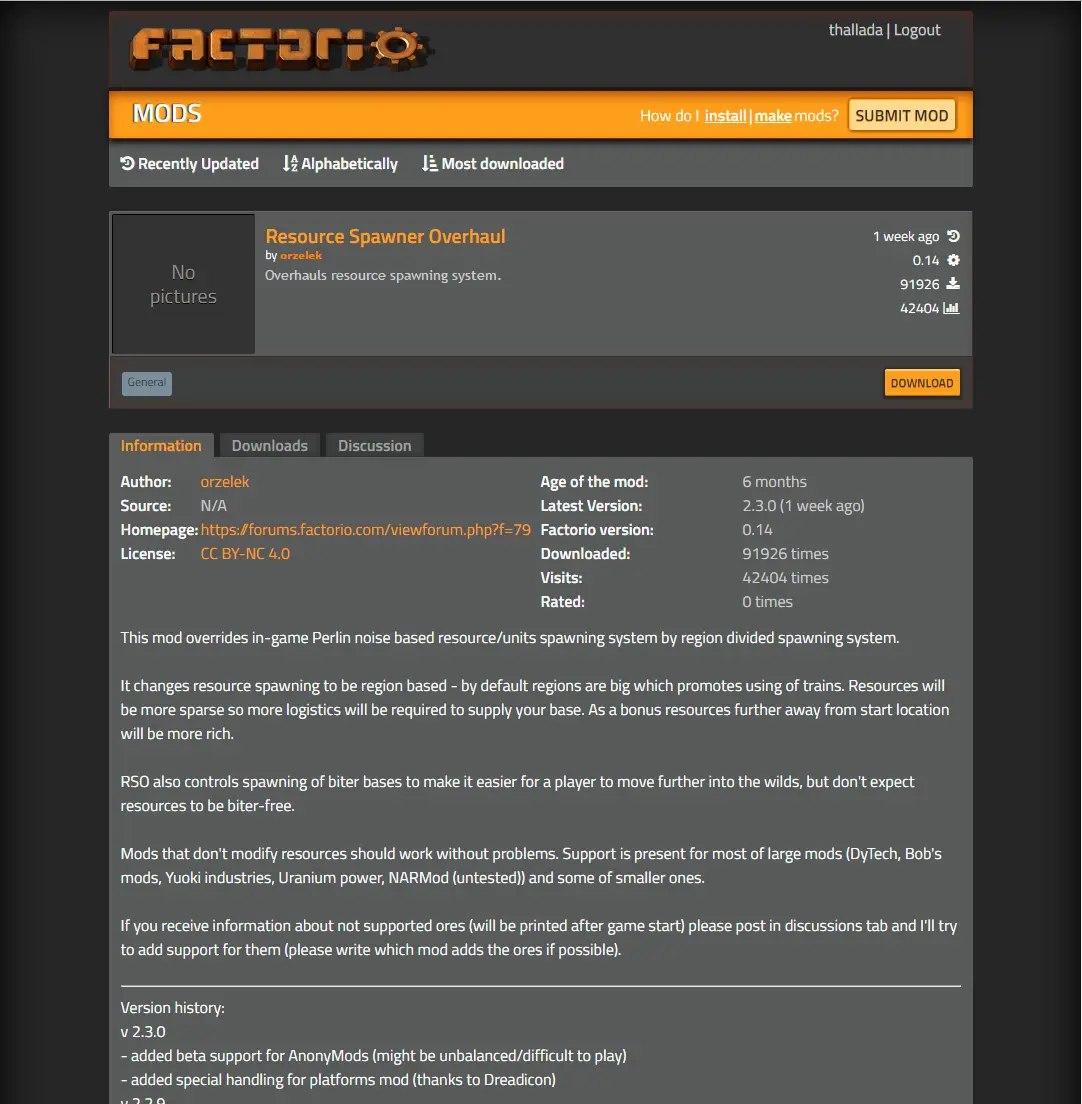 FACTORIO
thallada | Logout
MODS
How do I install | make mods?
SUBMIT MOD
Recently Updated
Alphabetically
Most downloaded
No
pictures
Resource Spawner Overhaul
by orzelek
Overhauls resource spawning system.
1 week ago
0.14
91926
42404
General
DOWNLOAD
Information
Downloads
Discussion
Author: orzelek
Source: N/A
Homepage: https://forums.factorio.com/viewforum.php?f=79
License: CC BY-NC 4.0
Age of the mod: 6 months
Latest Version: 2.3.0 (1 week ago)
Factorio version: 0.14
Downloaded: 91926 times
Visits: 42404 times
Rated: 0 times
This mod overrides in-game Perlin noise based resource/units spawning system by region divided spawning system.
It changes resource spawning to be region based - by default regions are big which promotes using of trains. Resources will
be more sparse so more logistics will be required to supply your base. As a bonus resources further away from start location
will be more rich.
RSO also controls spawning of biter bases to make it easier for a player to move further into the wilds, but don't expect
resources to be biter-free.
Mods that don't modify resources should work without problems. Support is present for most of large mods (DyTech, Bob's
mods, Yuoki industries, Uranium power, NARMod (untested)) and some of smaller ones.
If you receive information about not supported ores (will be printed after game start) please post in discussions tab and I'll try
to add support for them (please write which mod adds the ores if possible).
Version history:
v 2.3.0
- added beta support for AnonyMods (might be unbalanced/difficult to play)
- added special handling for platforms mod (thanks to Dreadicon)
v 2.2.9